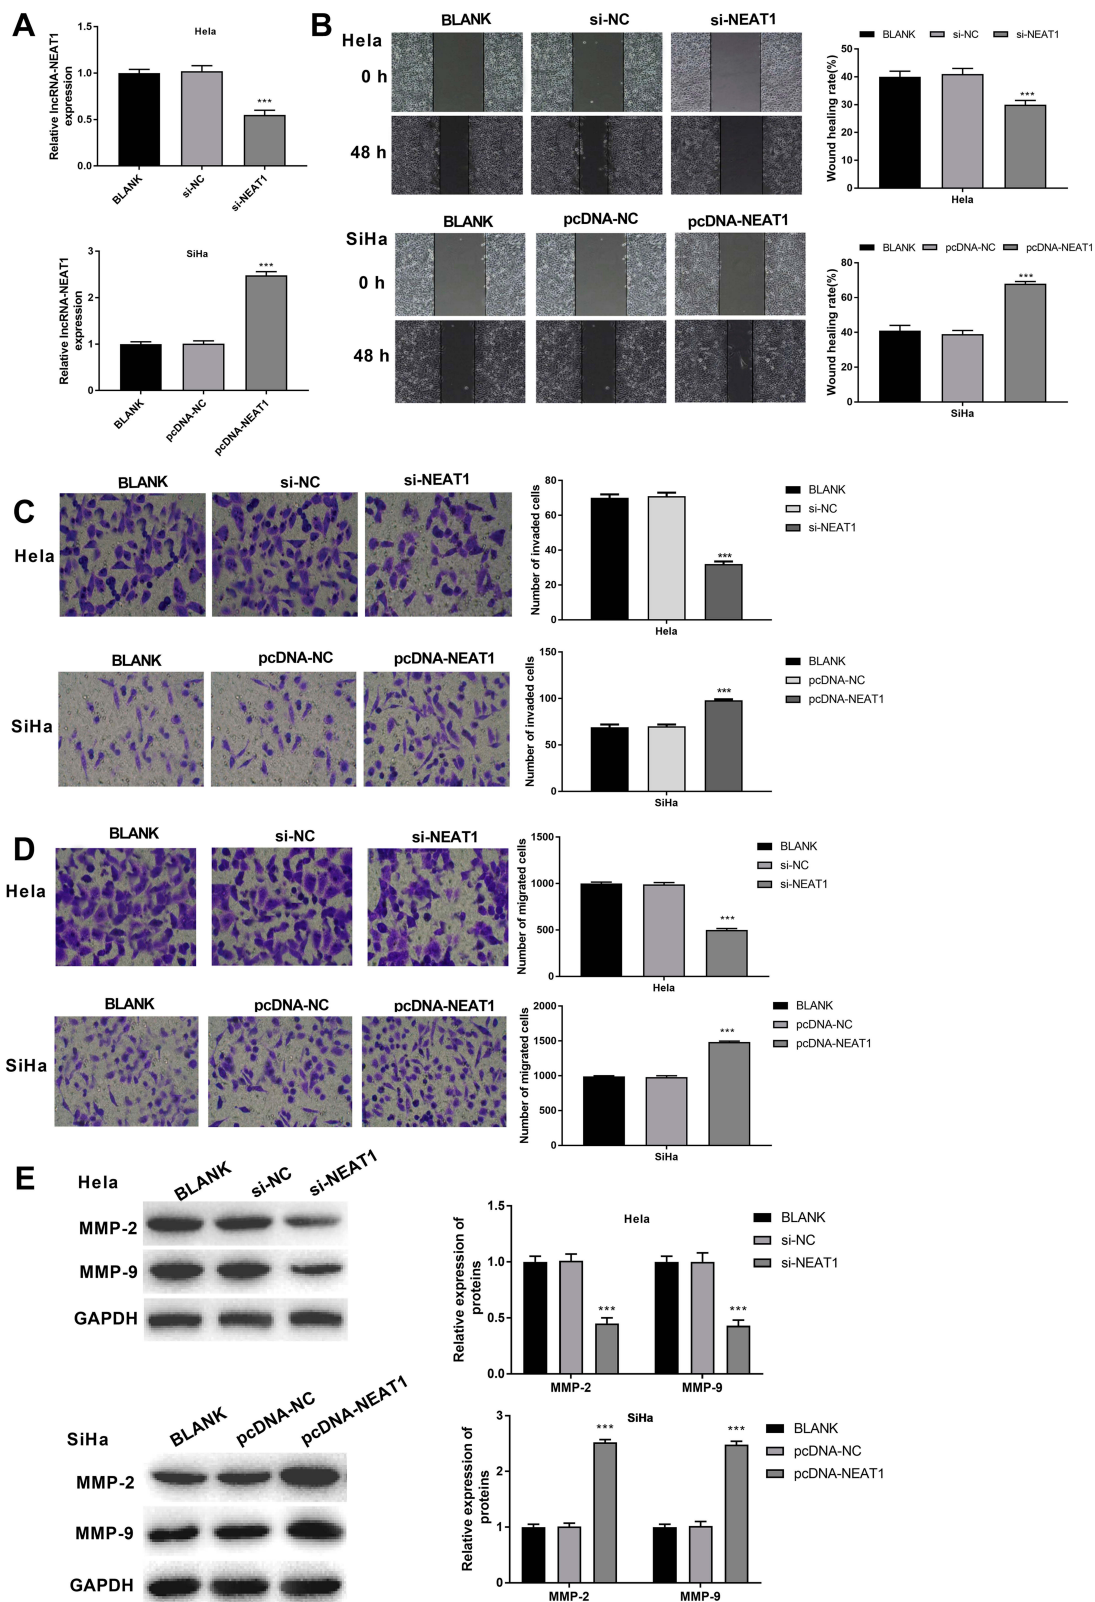 A
Hela
Relative lncRNA-NEAT1
expression
1.5
1.0
0.5
0.0
***
BLANK
si-NC
si-NEAT1
SiHa
Relative lncRNA-NEAT1
expression
3
2
1
0
***
BLANK
pcDNA-NC
pcDNA-NEAT1
B
BLANK si-NC si-NEAT1
Hela
0 h
48 h
BLANK si-NC si-NEAT1
Wound healing rate(%)
50
40
30
20
10
0
***
Hela
BLANK pcDNA-NC pcDNA-NEAT1
SiHa
0 h
48 h
BLANK pcDNA-NC pcDNA-NEAT1
Wound healing rate(%)
80
60
40
20
0
***
SiHa
C
BLANK si-NC si-NEAT1
Hela
Number of invaded cells
80
60
40
20
0
***
Hela
BLANK
si-NC
si-NEAT1
BLANK pcDNA-NC pcDNA-NEAT1
SiHa
Number of invaded cells
150
100
50
0
***
SiHa
BLANK
pcDNA-NC
pcDNA-NEAT1
D
BLANK si-NC si-NEAT1
Hela
Number of migrated cells
1500
1000
500
0
***
Hela
BLANK
si-NC
si-NEAT1
BLANK pcDNA-NC pcDNA-NEAT1
SiHa
Number of migrated cells
2000
1500
1000
500
0
***
SiHa
BLANK
pcDNA-NC
pcDNA-NEAT1
E
Hela
BLANK si-NC si-NEAT1
MMP-2
MMP-9
GAPDH
Relative expression of
proteins
1.5
1.0
0.5
0.0
Hela
*** ***
MMP-2 MMP-9
BLANK
si-NC
si-NEAT1
SiHa
BLANK pcDNA-NC pcDNA-NEAT1
MMP-2
MMP-9
GAPDH
Relative expression of
proteins
3
2
1
0
SiHa
*** ***
MMP-2 MMP-9
BLANK
pcDNA-NC
pcDNA-NEAT1